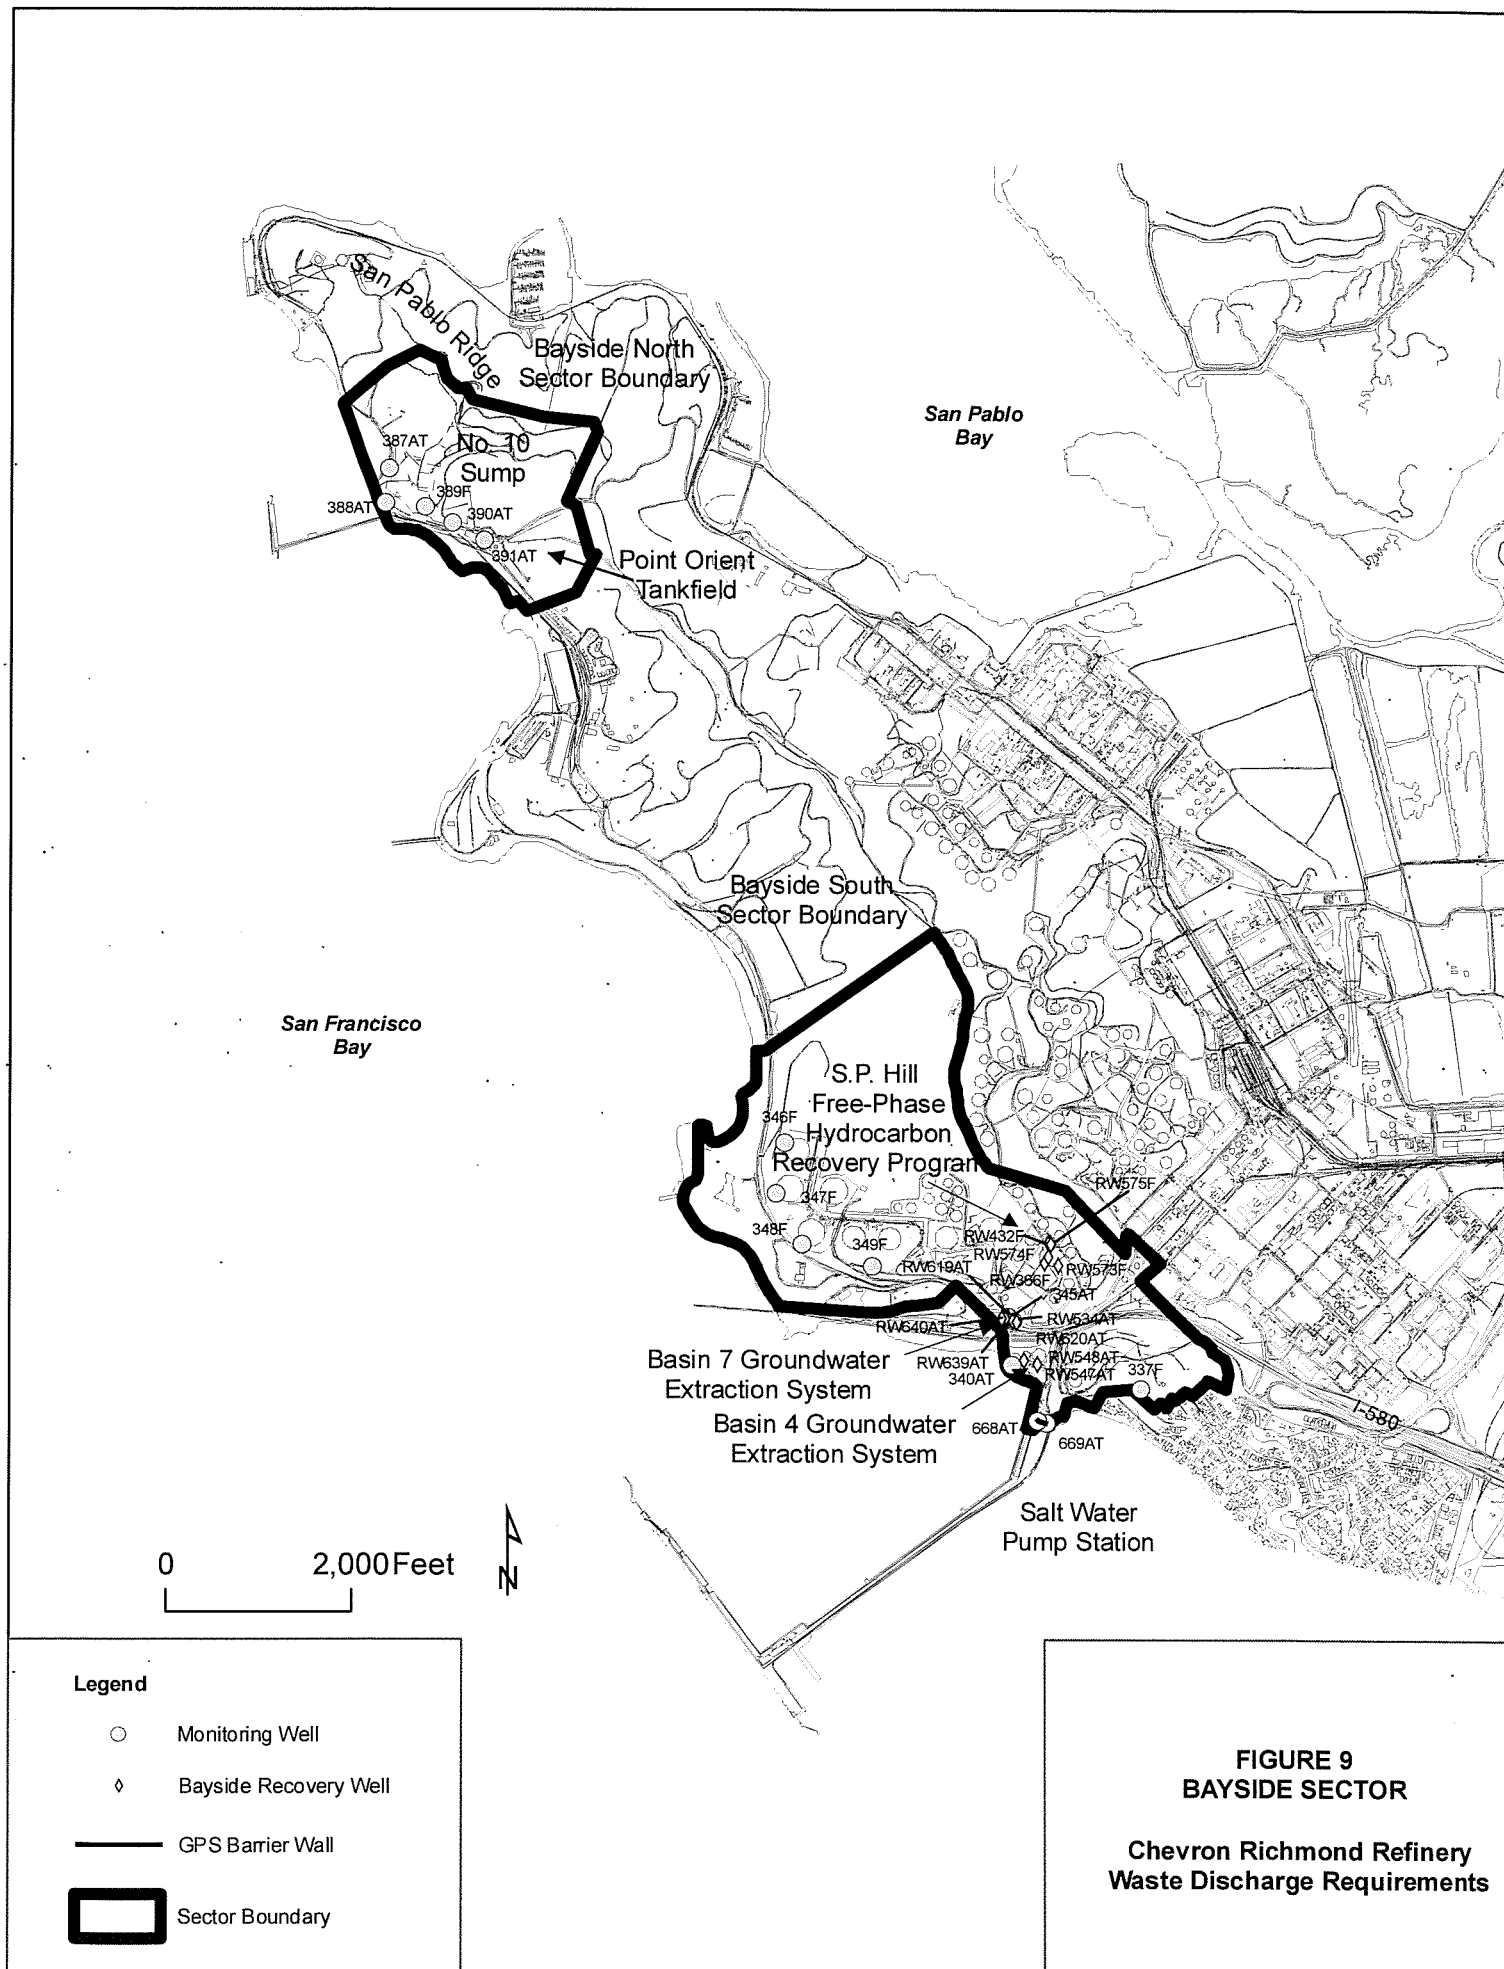 San Pablo Ridge
Bayside North
Sector Boundary
San Pablo
Bay
387AT
No. 10
Sump
389F
388AT
390AT
391AT
Point Orient
Tankfield
Bayside South
Sector Boundary
San Francisco
Bay
S.P. Hill
Free-Phase
Hydrocarbon
Recovery Program
346F
347F
348F
349F
RW575F
RW432F
RW574F
RW619AT
RW573F
RW386F
345AT
RW640AT
RW534AT
RW620AT
RW639AT
RW548AT
340AT
RW547AT
337F
Basin 7 Groundwater
Extraction System
Basin 4 Groundwater
Extraction System
668AT
669AT
I-580
Salt Water
Pump Station
0 2,000 Feet
N
Legend
Monitoring Well
Bayside Recovery Well
GPS Barrier Wall
Sector Boundary
FIGURE 9
BAYSIDE SECTOR
Chevron Richmond Refinery
Waste Discharge Requirements